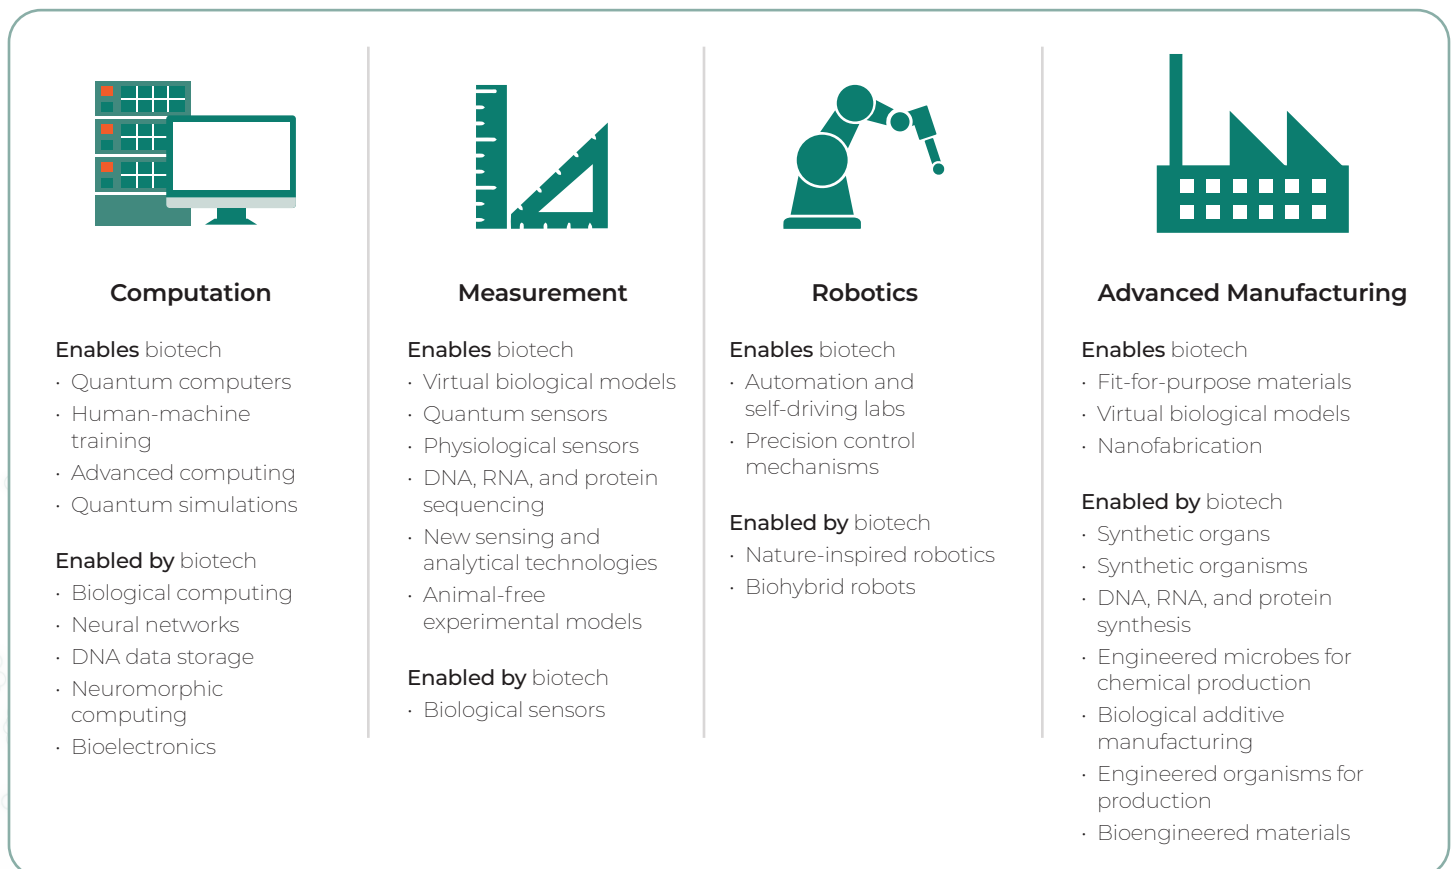 Computation
Enables biotech
· Quantum computers
· Human-machine
training
· Advanced computing
· Quantum simulations
Enabled by biotech
· Biological computing
· Neural networks
· DNA data storage
· Neuromorphic
computing
· Bioelectronics
Measurement
Enables biotech
· Virtual biological models
· Quantum sensors
· Physiological sensors
· DNA, RNA, and protein
sequencing
· New sensing and
analytical technologies
· Animal-free
experimental models
Enabled by biotech
· Biological sensors
Robotics
Enables biotech
· Automation and
self-driving labs
· Precision control
mechanisms
Enabled by biotech
· Nature-inspired robotics
· Biohybrid robots
Advanced Manufacturing
Enables biotech
· Fit-for-purpose materials
· Virtual biological models
· Nanofabrication
Enabled by biotech
· Synthetic organs
· Synthetic organisms
· DNA, RNA, and protein
synthesis
· Engineered microbes for
chemical production
· Biological additive
manufacturing
· Engineered organisms for
production
· Bioengineered materials